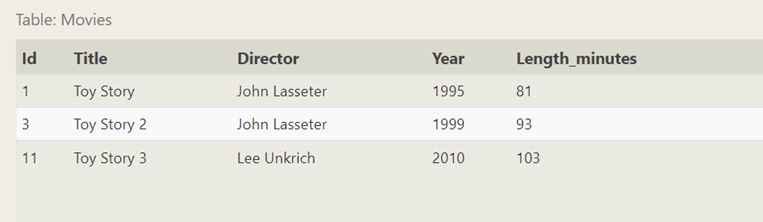 Table: Movies
Id Title Director Year Length_minutes
1 Toy Story John Lasseter 1995 81
3 Toy Story 2 John Lasseter 1999 93
11 Toy Story 3 Lee Unkrich 2010 103